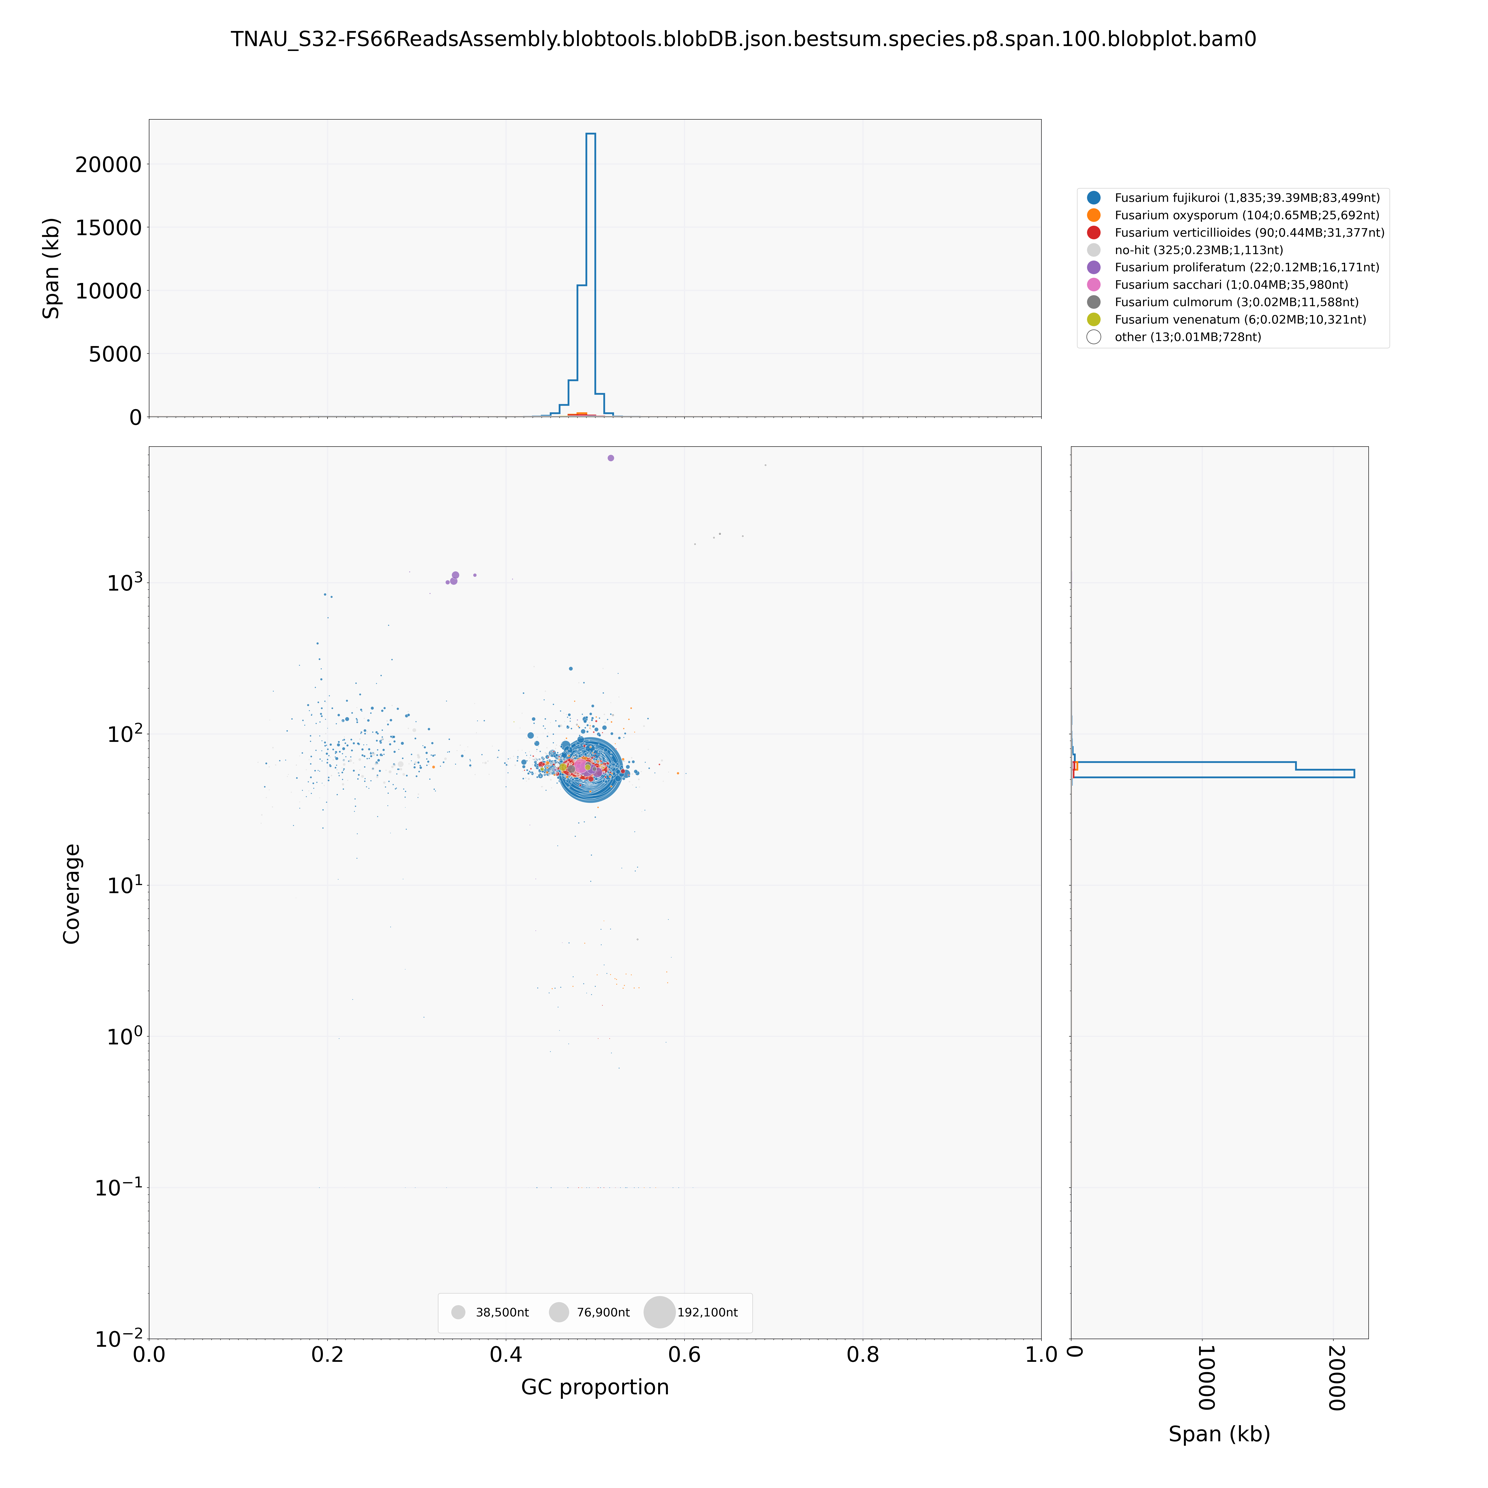 TNAU_S32-FS66ReadsAssembly.blobtools.blobDB.json.bestsum.species.p8.span.100.blobplot.bam0
20000
15000
10000
5000
0
Span (kb)
Fusarium fujikuroi (1,835;39.39MB;83,499nt)
Fusarium oxysporum (104;0.65MB;25,692nt)
Fusarium verticillioides (90;0.44MB;31,377nt)
no-hit (325;0.23MB;1,113nt)
Fusarium proliferatum (22;0.12MB;16,171nt)
Fusarium sacchari (1;0.04MB;35,980nt)
Fusarium culmorum (3;0.02MB;11,588nt)
Fusarium venenatum (6;0.02MB;10,321nt)
other (13;0.01MB;728nt)
10³
10²
10¹
10⁰
10⁻¹
10⁻²
Coverage
38,500nt 76,900nt 192,100nt
0.0 0.2 0.4 0.6 0.8 1.0
GC proportion
0 10000 20000
Span (kb)